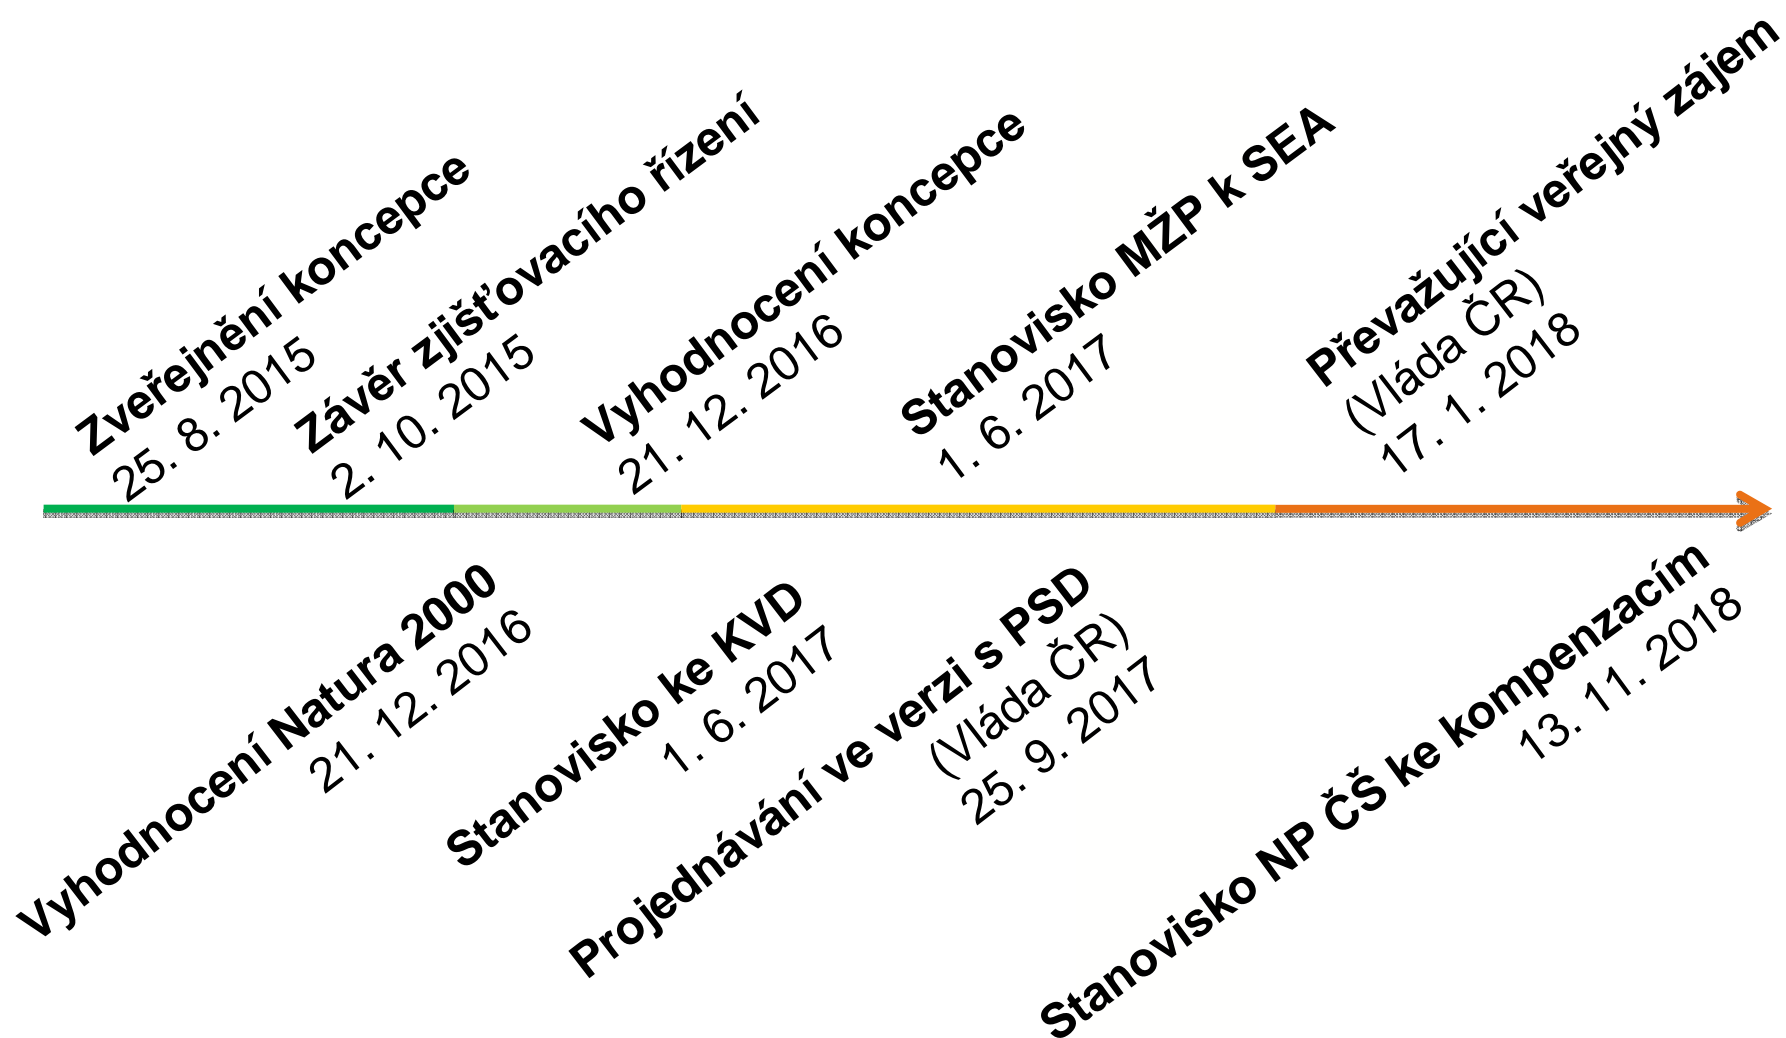 Zveřejnění koncepce
25. 8. 2015
Závěr zjišťovacího řízení
2. 10. 2015
Vyhodnocení koncepce
21. 12. 2016
Stanovisko MŽP k SEA
1. 6. 2017
Převažující veřejný zájem
(Vláda ČR)
17. 1. 2018
Vyhodnocení Natura 2000
21. 12. 2016
Stanovisko ke KVD
1. 6. 2017
Projednávání ve verzi s PSD
(Vláda ČR)
25. 9. 2017
Stanovisko NP ČŠ ke kompenzacím
13. 11. 2018